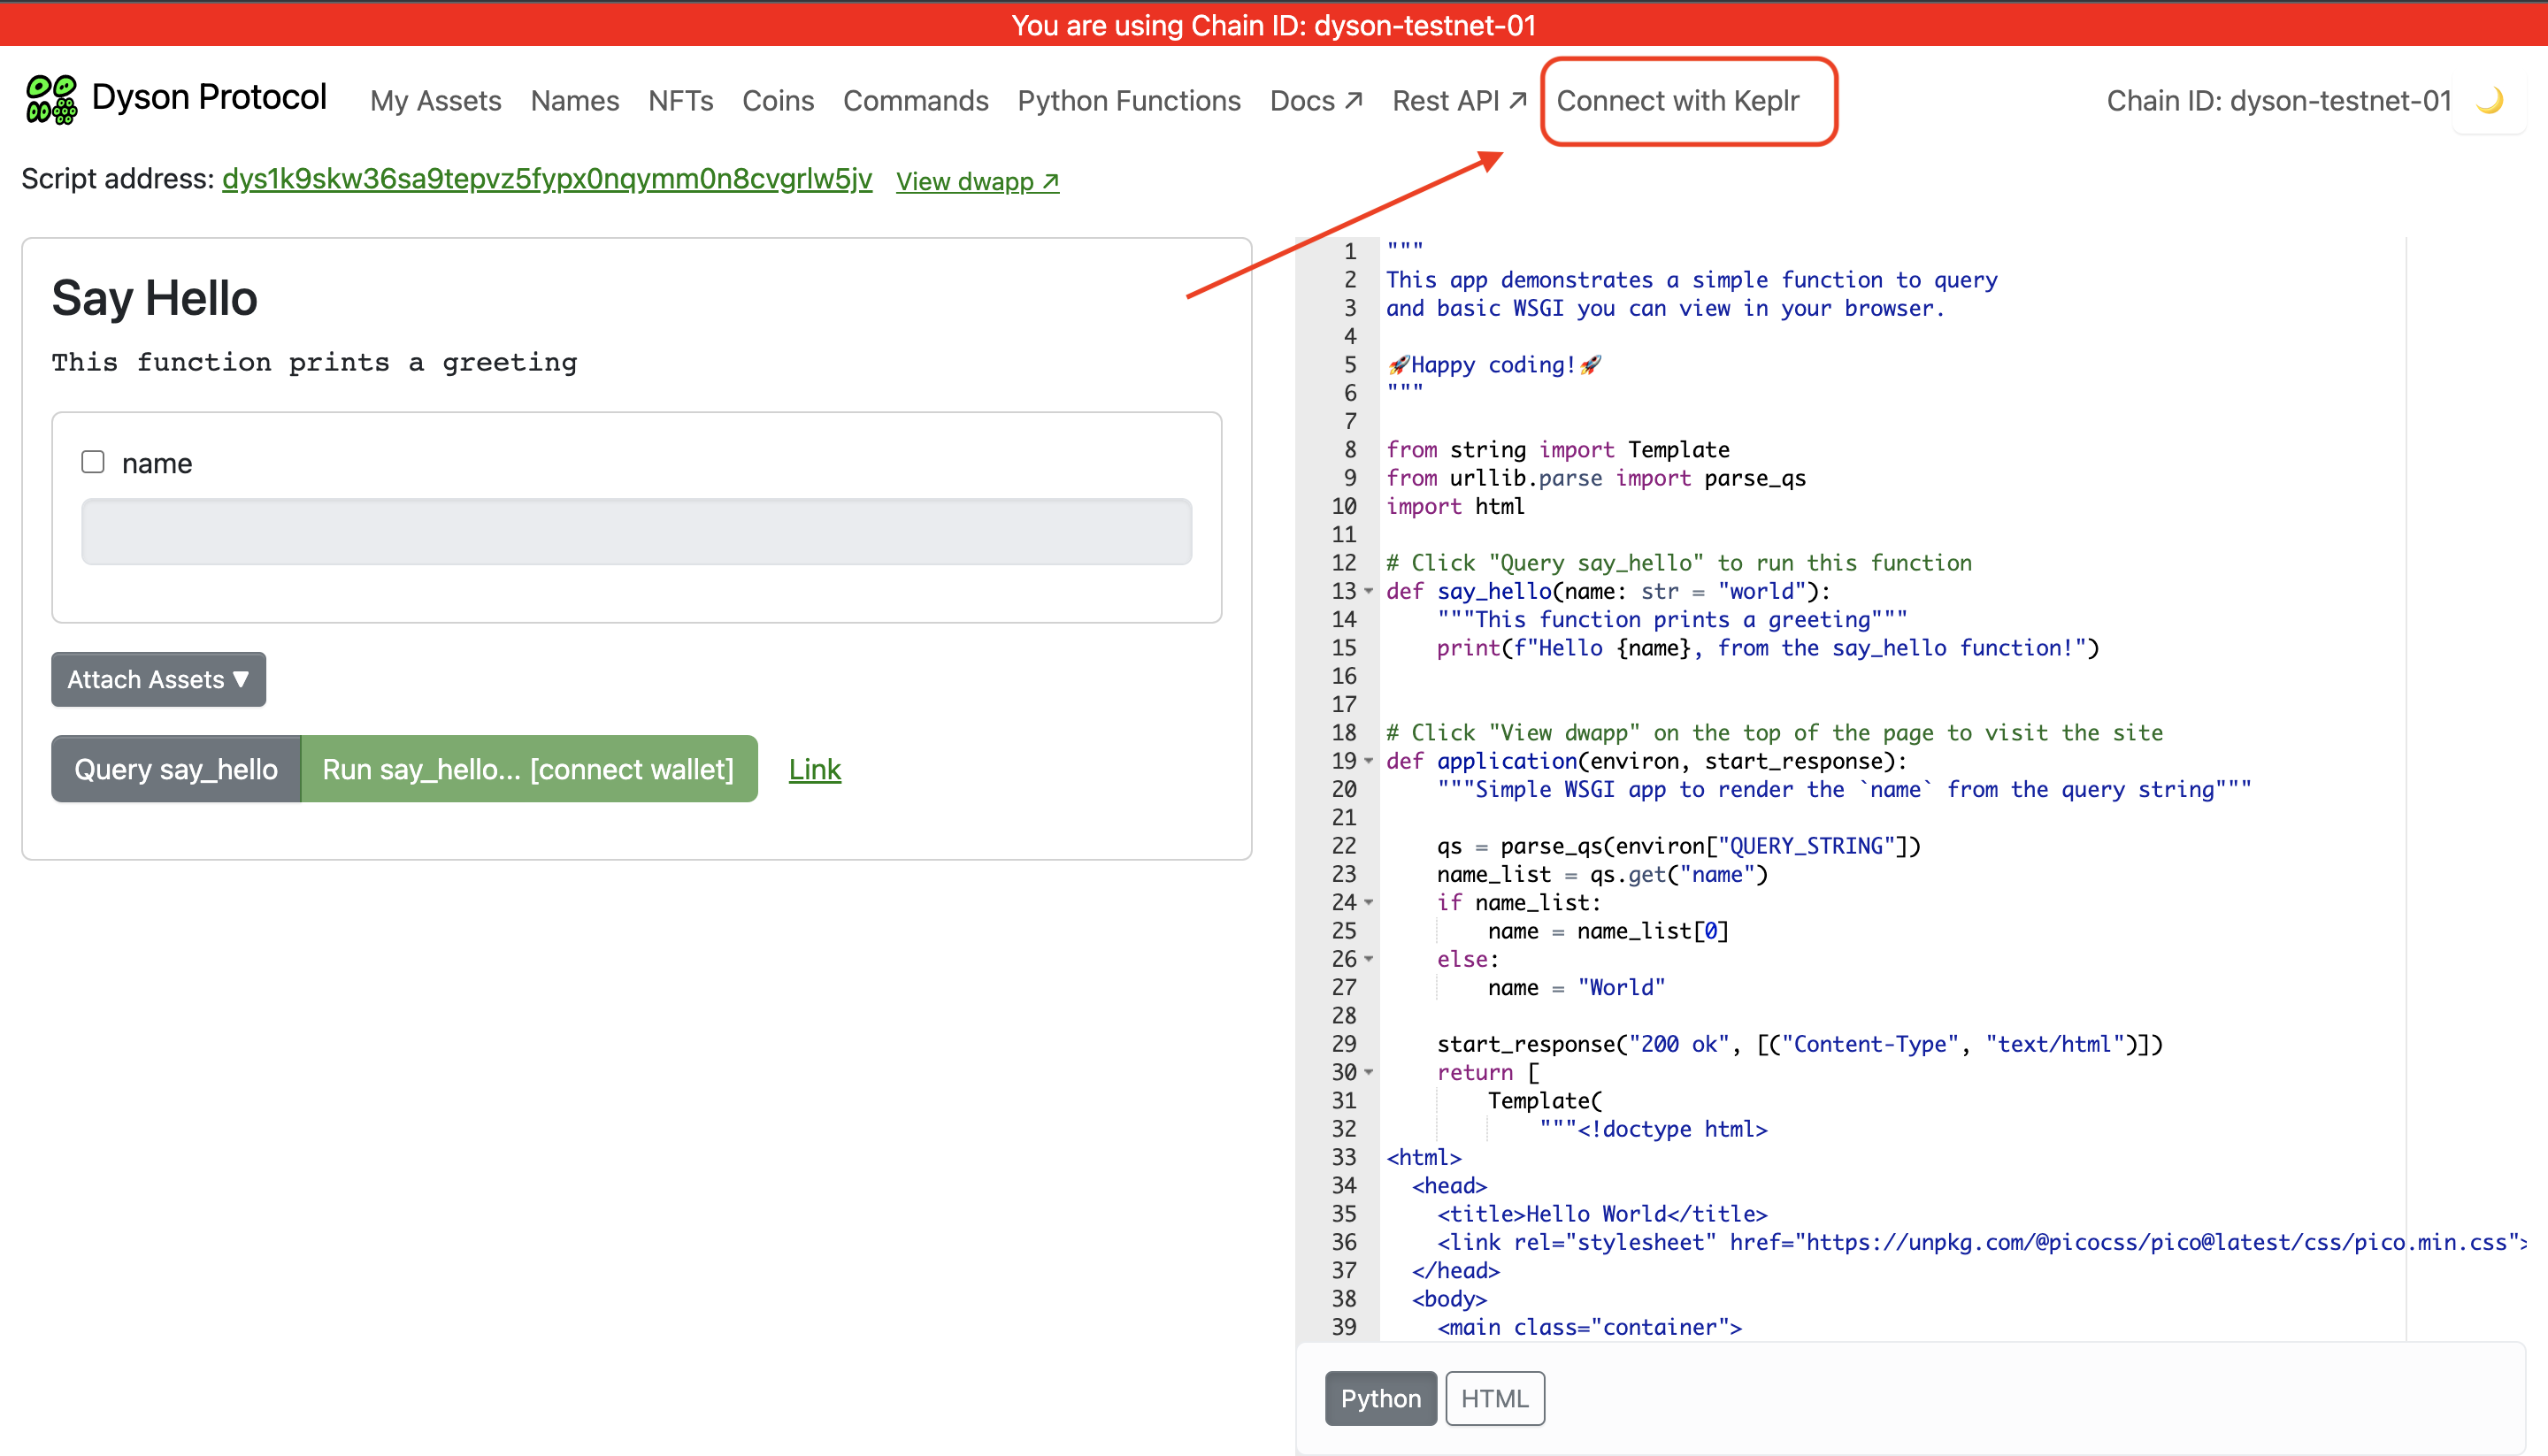 You are using Chain ID: dyson-testnet-01
Dyson Protocol My Assets Names NFTs Coins Commands Python Functions Docs ↗ Rest API ↗ Connect with Keplr Chain ID: dyson-testnet-01 🌙
Script address: dys1k9skw36sa9tepvz5fypx0nqymm0n8cvgrlw5jv View dwapp ↗
Say Hello
This function prints a greeting
name
Attach Assets ▼
Query say_hello Run say_hello... [connect wallet] Link
1 """
2 This app demonstrates a simple function to query
3 and basic WSGI you can view in your browser.
4
5 🚀Happy coding!🚀
6 """
7
8 from string import Template
9 from urllib.parse import parse_qs
10 import html
11
12 # Click "Query say_hello" to run this function
13 def say_hello(name: str = "world"):
14     """This function prints a greeting"""
15     print(f"Hello {name}, from the say_hello function!")
16
17
18 # Click "View dwapp" on the top of the page to visit the site
19 def application(environ, start_response):
20     """Simple WSGI app to render the `name` from the query string"""
21
22     qs = parse_qs(environ["QUERY_STRING"])
23     name_list = qs.get("name")
24     if name_list:
25         name = name_list[0]
26     else:
27         name = "World"
28
29     start_response("200 ok", [("Content-Type", "text/html")])
30     return [
31         Template(
32             """<!doctype html>
33 <html>
34   <head>
35     <title>Hello World</title>
36     <link rel="stylesheet" href="https://unpkg.com/@picocss/pico@latest/css/pico.min.css">
37   </head>
38   <body>
39     <main class="container">
Python HTML